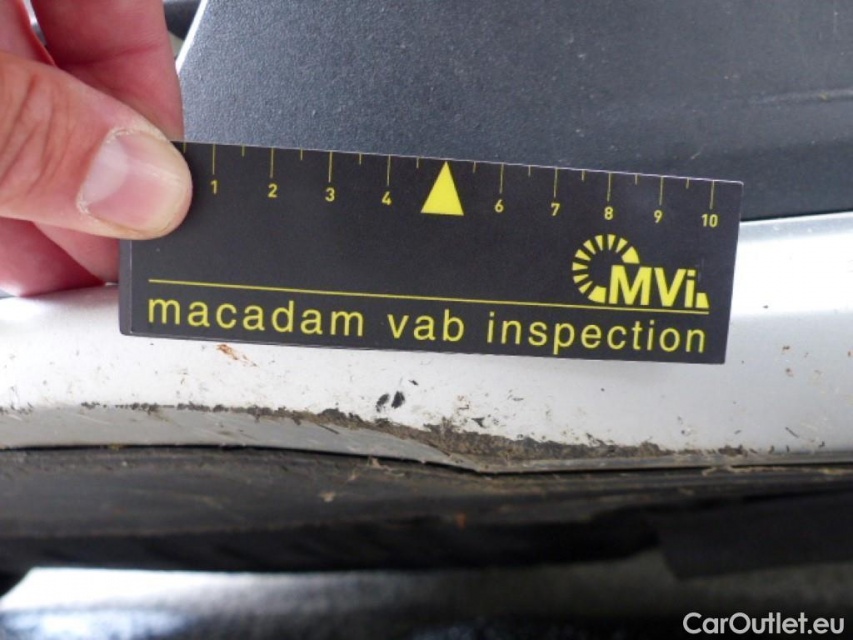 1 2 3 4 6 7 8 9 10
MVi
macadam vab inspection
CarOutlet.eu